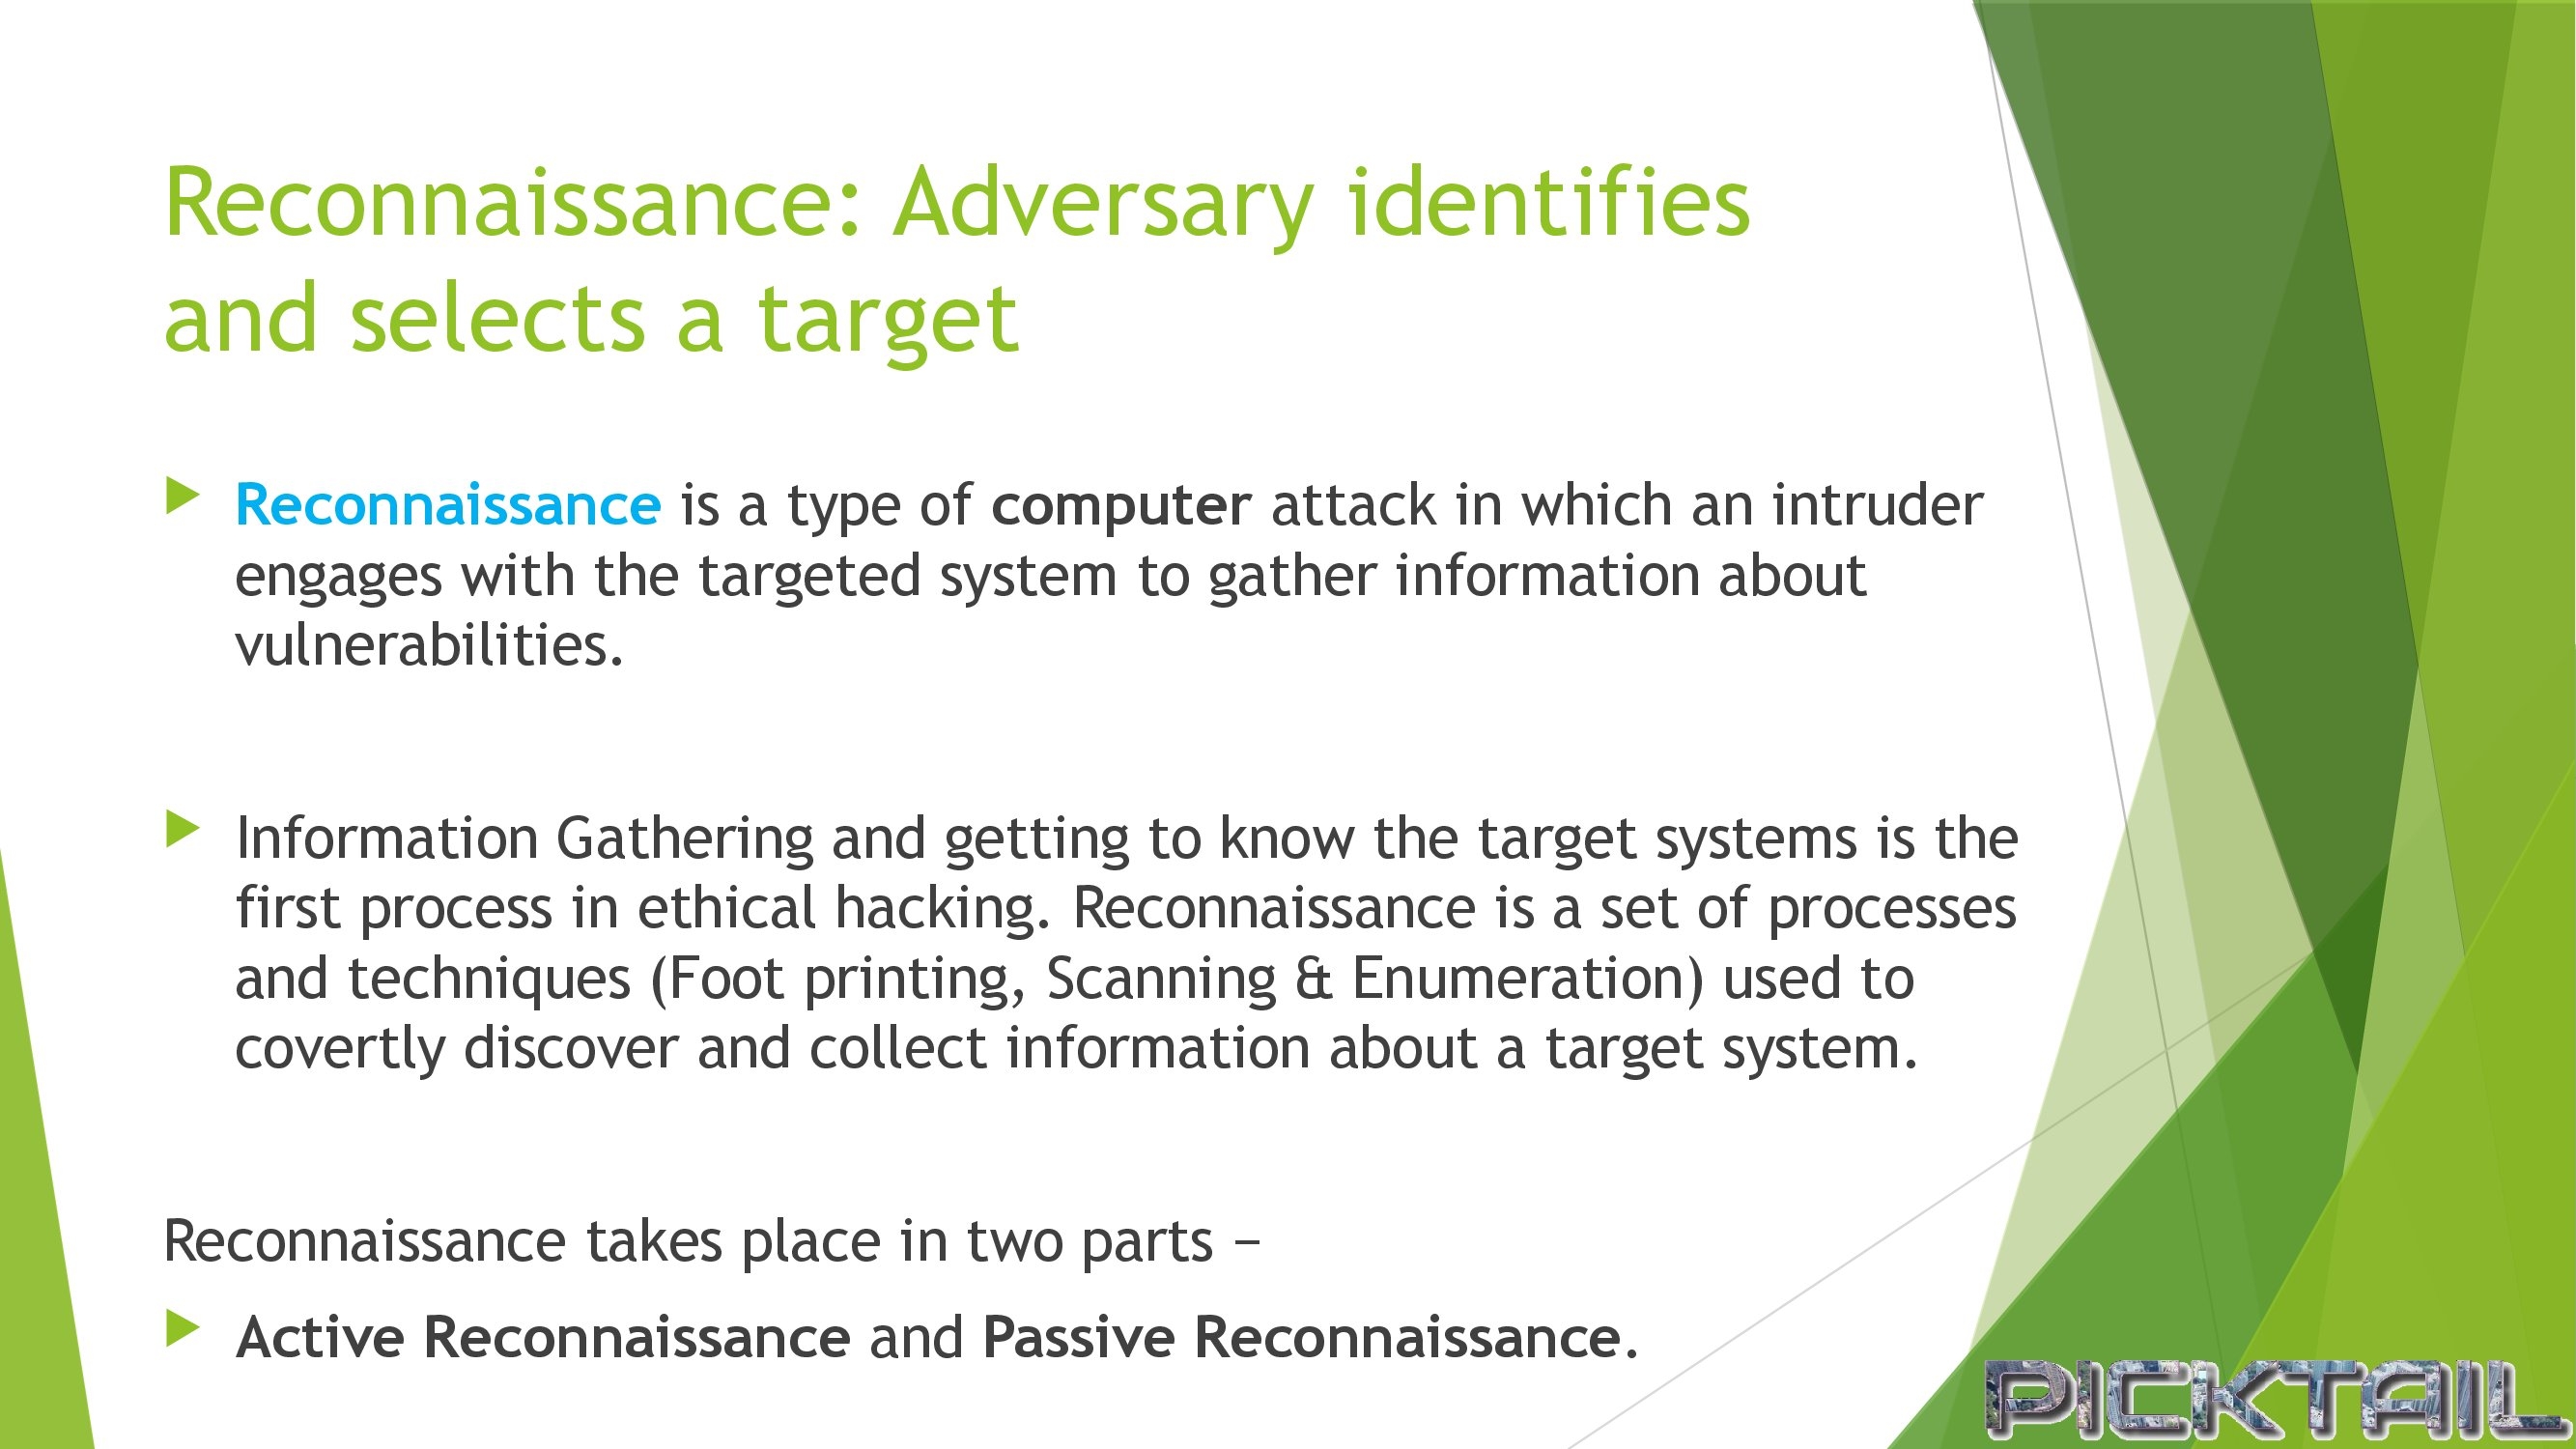 Reconnaissance: Adversary identifies
and selects a target
Reconnaissance is a type of computer attack in which an intruder
engages with the targeted system to gather information about
vulnerabilities.
Information Gathering and getting to know the target systems is the
first process in ethical hacking. Reconnaissance is a set of processes
and techniques (Foot printing, Scanning & Enumeration) used to
covertly discover and collect information about a target system.
Reconnaissance takes place in two parts −
Active Reconnaissance and Passive Reconnaissance.
PICKTAIL